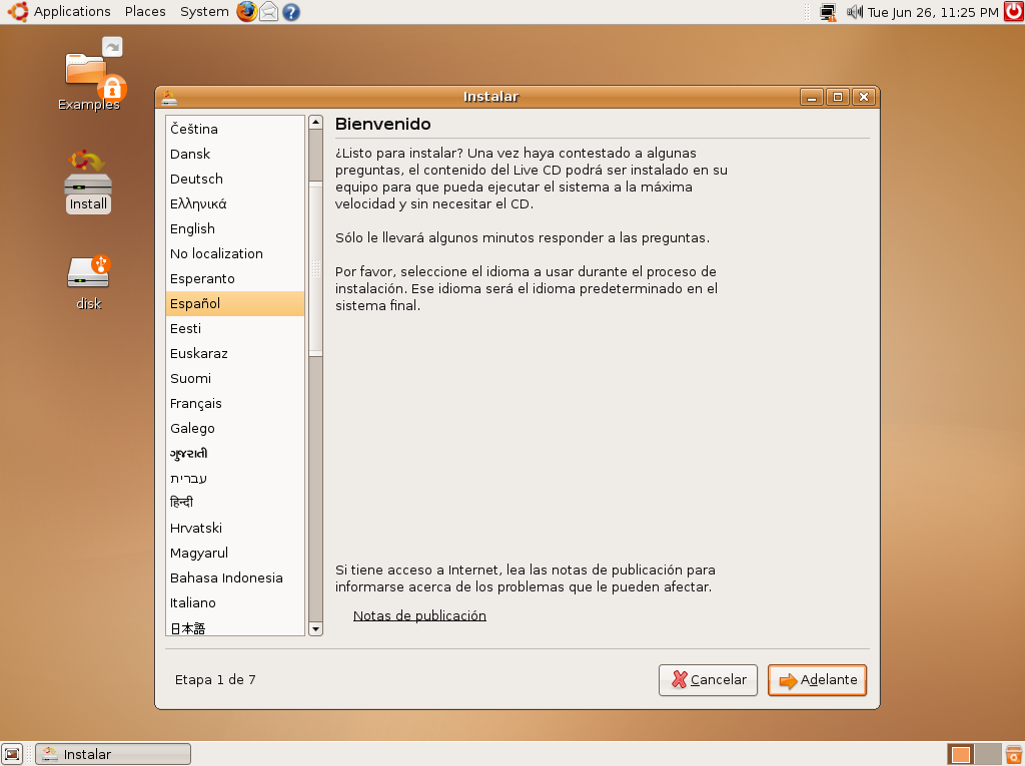 Applications Places System
Tue Jun 26, 11:25 PM
Examples
Install
disk
Instalar
Čeština
Dansk
Deutsch
Ελληνικά
English
No localization
Esperanto
Español
Eesti
Euskaraz
Suomi
Français
Galego
ગુજરાતી
עברית
हिन्दी
Hrvatski
Magyarul
Bahasa Indonesia
Italiano
日本語
Bienvenido
¿Listo para instalar? Una vez haya contestado a algunas
preguntas, el contenido del Live CD podrá ser instalado en su
equipo para que pueda ejecutar el sistema a la máxima
velocidad y sin necesitar el CD.
Sólo le llevará algunos minutos responder a las preguntas.
Por favor, seleccione el idioma a usar durante el proceso de
instalación. Ese idioma será el idioma predeterminado en el
sistema final.
Si tiene acceso a Internet, lea las notas de publicación para
informarse acerca de los problemas que le pueden afectar.
Notas de publicación
Etapa 1 de 7
Cancelar
Adelante
Instalar